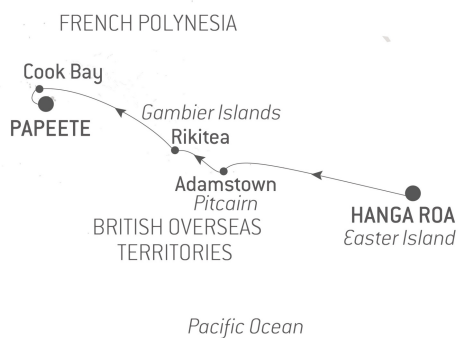 FRENCH POLYNESIA
Cook Bay
PAPEETE
Gambier Islands
Rikitea
Adamstown
Pitcairn
BRITISH OVERSEAS
TERRITORIES
HANGA ROA
Easter Island
Pacific Ocean